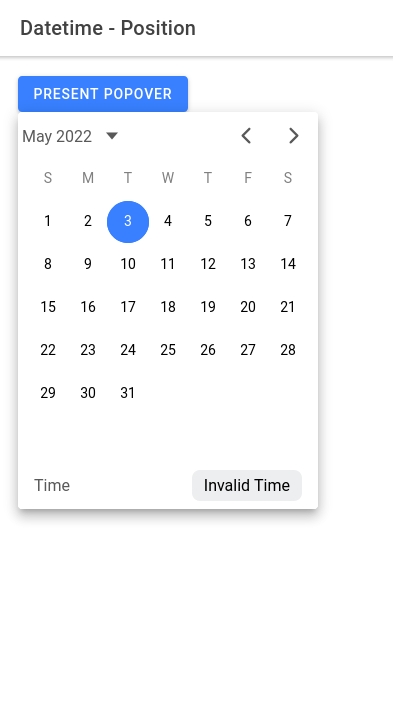 Datetime - Position
PRESENT POPOVER
May 2022
S M T W T F S
1 2 3 4 5 6 7
8 9 10 11 12 13 14
15 16 17 18 19 20 21
22 23 24 25 26 27 28
29 30 31
Time Invalid Time